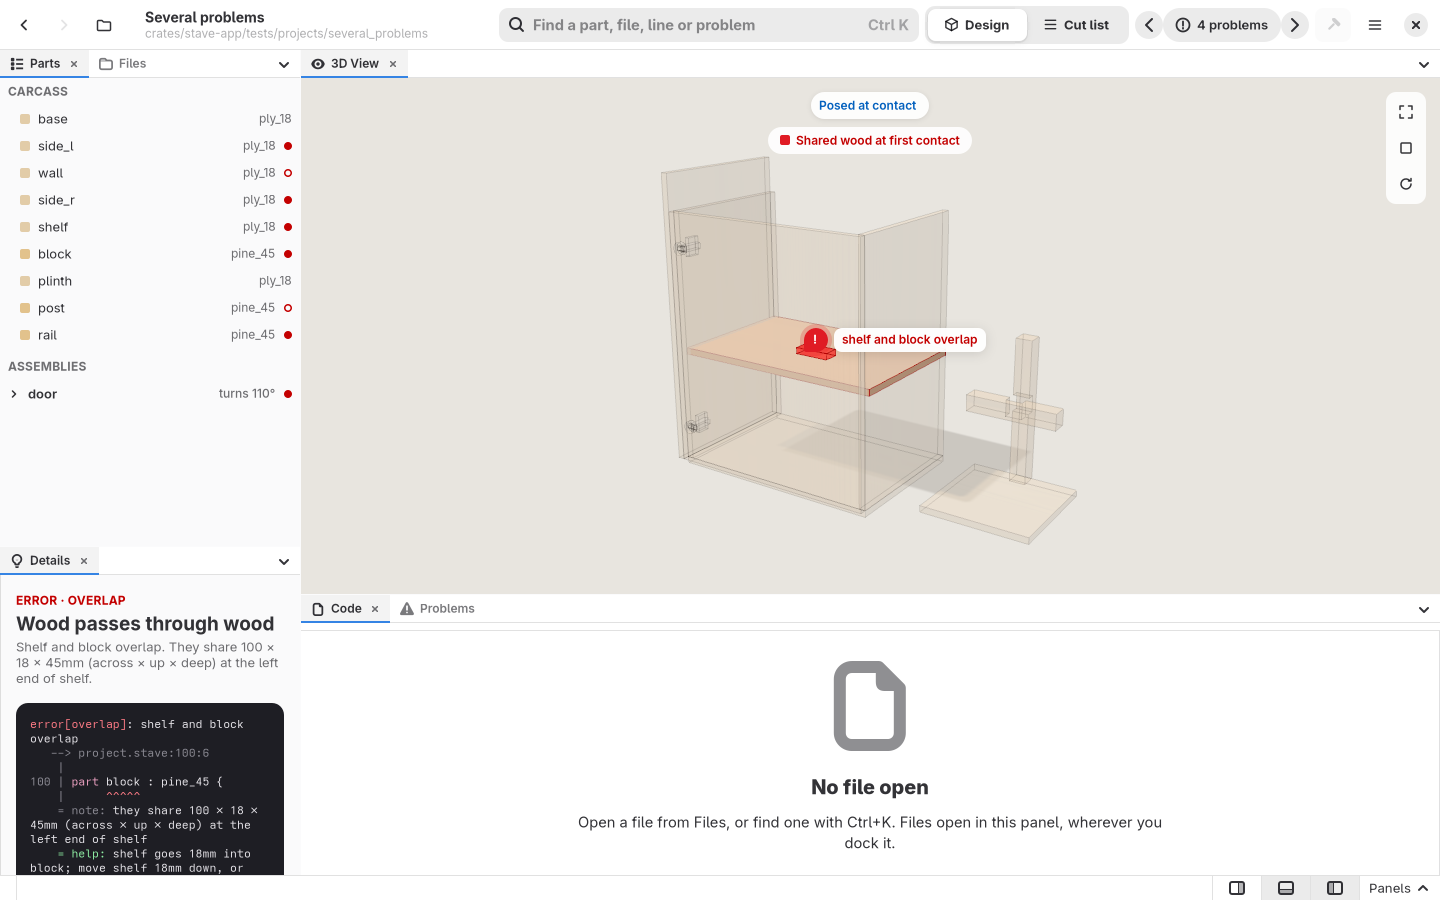 Several problems
crates/stave-app/tests/projects/several_problems
Find a part, file, line or problem
Ctrl K
Design
Cut list
4 problems
Parts
Files
3D View
CARCASS
base ply_18
side_l ply_18
wall ply_18
side_r ply_18
shelf ply_18
block pine_45
plinth ply_18
post pine_45
rail pine_45
ASSEMBLIES
door turns 110°
Posed at contact
Shared wood at first contact
! shelf and block overlap
Details
ERROR · OVERLAP
Wood passes through wood
Shelf and block overlap. They share 100 ×
18 × 45mm (across × up × deep) at the left
end of shelf.
error[overlap]: shelf and block
overlap
--> project.stave:100:6
|
100 | part block : pine_45 {
| ^^^^^
= note: they share 100 × 18 ×
45mm (across × up × deep) at the
left end of shelf
= help: shelf goes 18mm into
block; move shelf 18mm down, or
Code
Problems
No file open
Open a file from Files, or find one with Ctrl+K. Files open in this panel, wherever you
dock it.
Panels